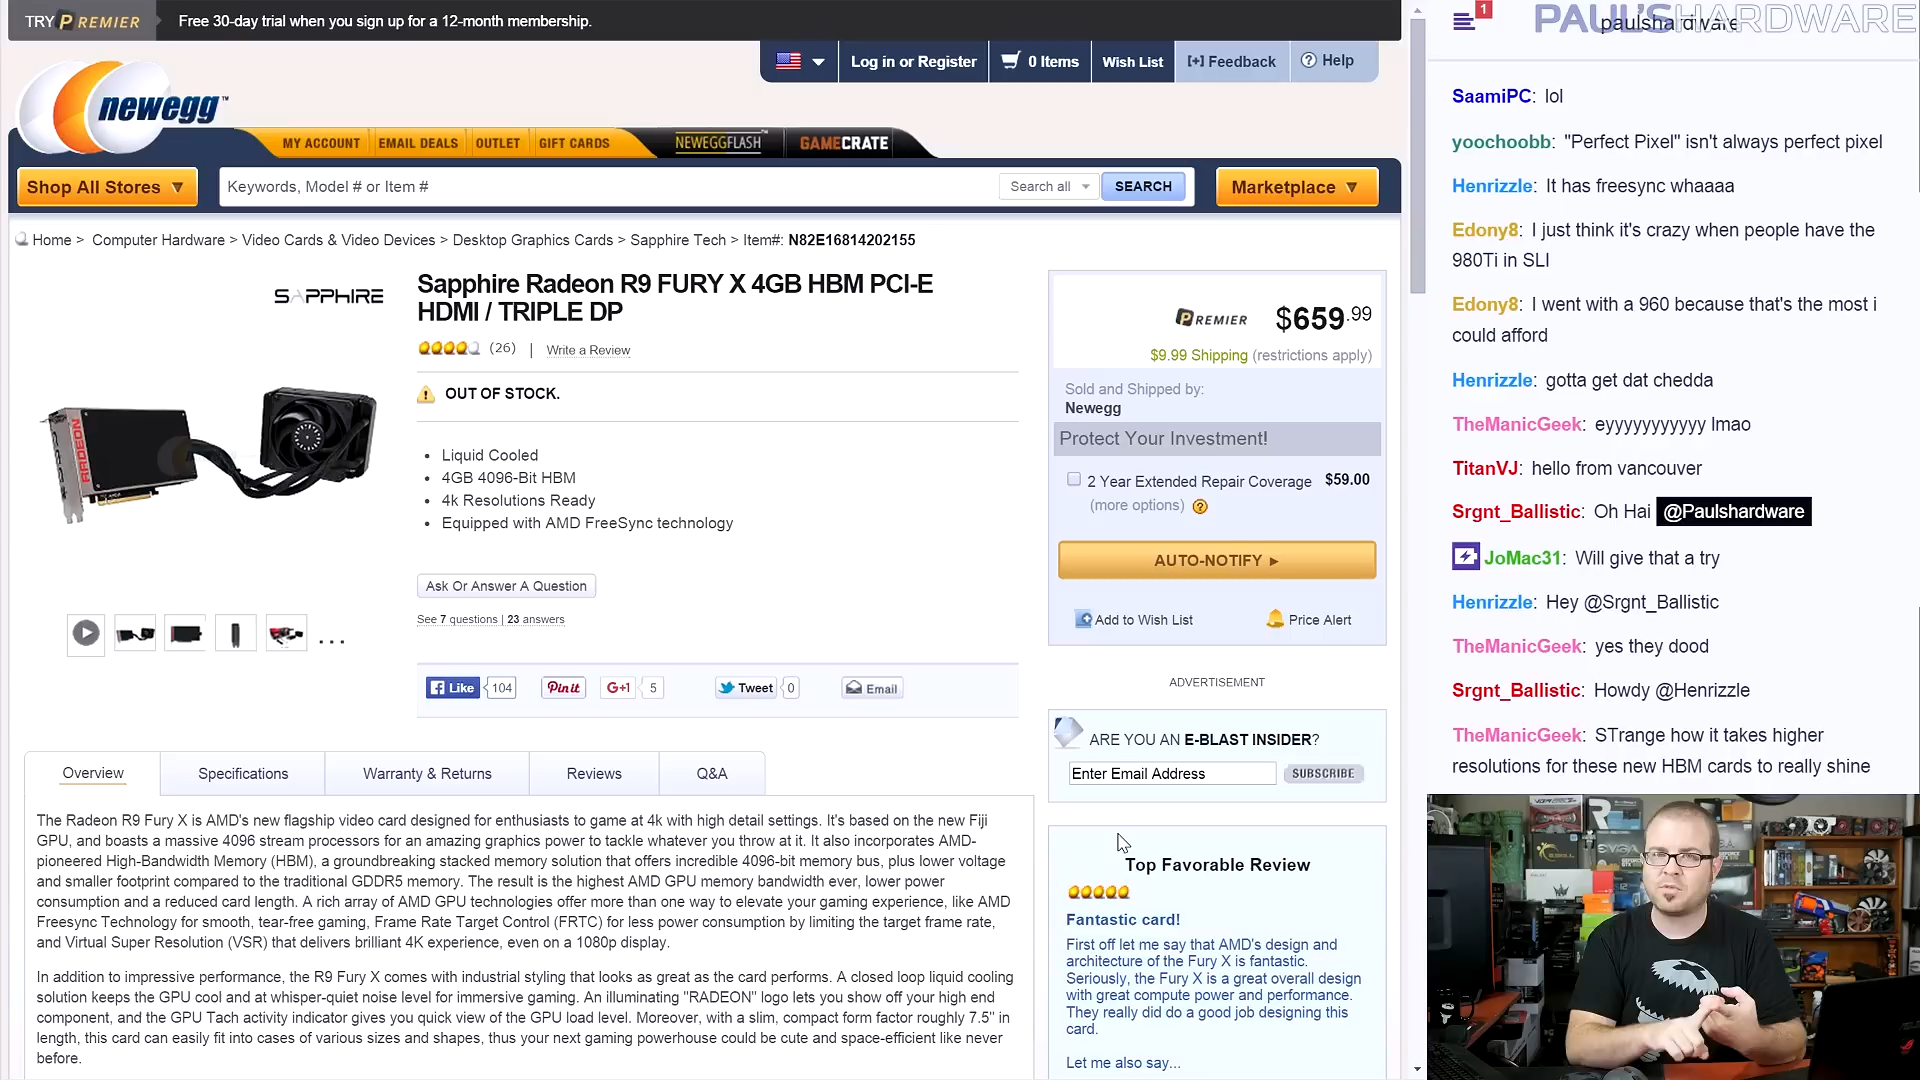 TRY PREMIER
Free 30-day trial when you sign up for a 12-month membership.
Log in or Register
0 Items
Wish List
[+] Feedback
Help
newegg™
MY ACCOUNT
EMAIL DEALS
OUTLET
GIFT CARDS
NEWEGGFLASH
GAMECRATE
Shop All Stores ▼
Keywords, Model # or Item #
Search all
SEARCH
Marketplace ▼
Home > Computer Hardware > Video Cards & Video Devices > Desktop Graphics Cards > Sapphire Tech > Item#: N82E16814202155
SAPPHIRE
RADEON
Sapphire Radeon R9 FURY X 4GB HBM PCI-E
HDMI / TRIPLE DP
(26) | Write a Review
OUT OF STOCK.
• Liquid Cooled
• 4GB 4096-Bit HBM
• 4k Resolutions Ready
• Equipped with AMD FreeSync technology
Ask Or Answer A Question
See 7 questions | 23 answers
...
Like 104
Pinit
G+1 5
Tweet 0
Email
PREMIER $659.99
$9.99 Shipping (restrictions apply)
Sold and Shipped by:
Newegg
Protect Your Investment!
2 Year Extended Repair Coverage $59.00
(more options)
AUTO-NOTIFY ►
Add to Wish List
Price Alert
ADVERTISEMENT
ARE YOU AN E-BLAST INSIDER?
Enter Email Address
SUBSCRIBE
Overview
Specifications
Warranty & Returns
Reviews
Q&A
The Radeon R9 Fury X is AMD's new flagship video card designed for enthusiasts to game at 4k with high detail settings. It's based on the new Fiji
GPU, and boasts a massive 4096 stream processors for an amazing graphics power to tackle whatever you throw at it. It also incorporates AMD-
pioneered High-Bandwidth Memory (HBM), a groundbreaking stacked memory solution that offers incredible 4096-bit memory bus, plus lower voltage
and smaller footprint compared to the traditional GDDR5 memory. The result is the highest AMD GPU memory bandwidth ever, lower power
consumption and a reduced card length. A rich array of AMD GPU technologies offer more than one way to elevate your gaming experience, like AMD
Freesync Technology for smooth, tear-free gaming, Frame Rate Target Control (FRTC) for less power consumption by limiting the target frame rate,
and Virtual Super Resolution (VSR) that delivers brilliant 4K experience, even on a 1080p display.
In addition to impressive performance, the R9 Fury X comes with industrial styling that looks as great as the card performs. A closed loop liquid cooling
solution keeps the GPU cool and at whisper-quiet noise level for immersive gaming. An illuminating "RADEON" logo lets you show off your high end
component, and the GPU Tach activity indicator gives you quick view of the GPU load level. Moreover, with a slim, compact form factor roughly 7.5" in
length, this card can easily fit into cases of various sizes and shapes, thus your next gaming powerhouse could be cute and space-efficient like never
before.
Top Favorable Review
Fantastic card!
First off let me say that AMD's design and
architecture of the Fury X is fantastic.
Seriously, the Fury X is a great overall design
with great compute power and performance.
They really did do a good job designing this
card.
Let me also say...
1
PAUL'SHARDWARE
paulshardware
SaamiPC: lol
yoochoobb: "Perfect Pixel" isn't always perfect pixel
Henrizzle: It has freesync whaaaa
Edony8: I just think it's crazy when people have the
980Ti in SLI
Edony8: I went with a 960 because that's the most i
could afford
Henrizzle: gotta get dat chedda
TheManicGeek: eyyyyyyyyyyy lmao
TitanVJ: hello from vancouver
Srgnt_Ballistic: Oh Hai @Paulshardware
JoMac31: Will give that a try
Henrizzle: Hey @Srgnt_Ballistic
TheManicGeek: yes they dood
Srgnt_Ballistic: Howdy @Henrizzle
TheManicGeek: STrange how it takes higher
resolutions for these new HBM cards to really shine